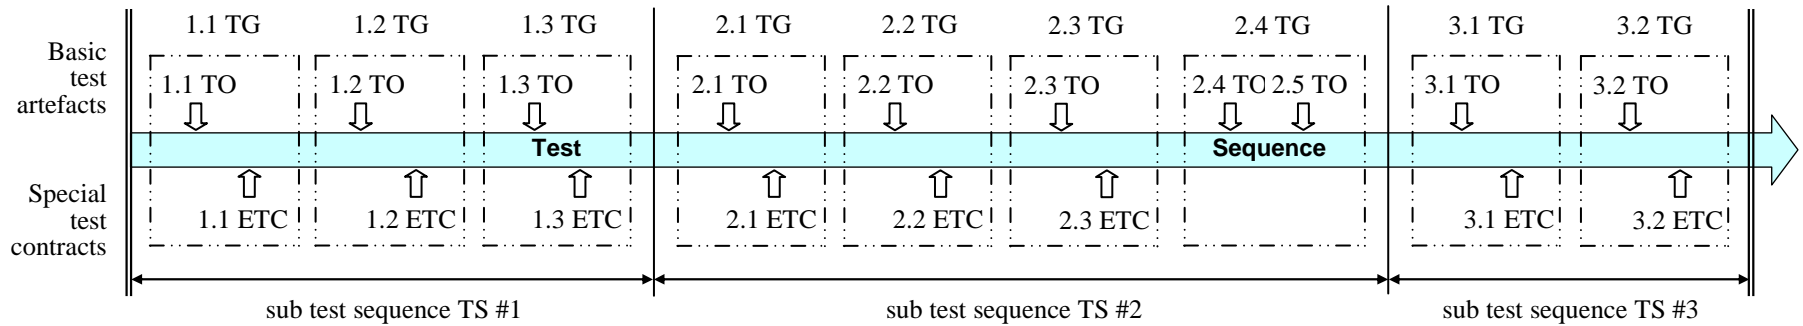 1.1 TG 1.2 TG 1.3 TG 2.1 TG 2.2 TG 2.3 TG 2.4 TG 3.1 TG 3.2 TG
Basic
test
artefacts
1.1 TO 1.2 TO 1.3 TO 2.1 TO 2.2 TO 2.3 TO 2.4 TO 2.5 TO 3.1 TO 3.2 TO
Test Sequence
Special
test
contracts
1.1 ETC 1.2 ETC 1.3 ETC 2.1 ETC 2.2 ETC 2.3 ETC 3.1 ETC 3.2 ETC
sub test sequence TS #1 sub test sequence TS #2 sub test sequence TS #3